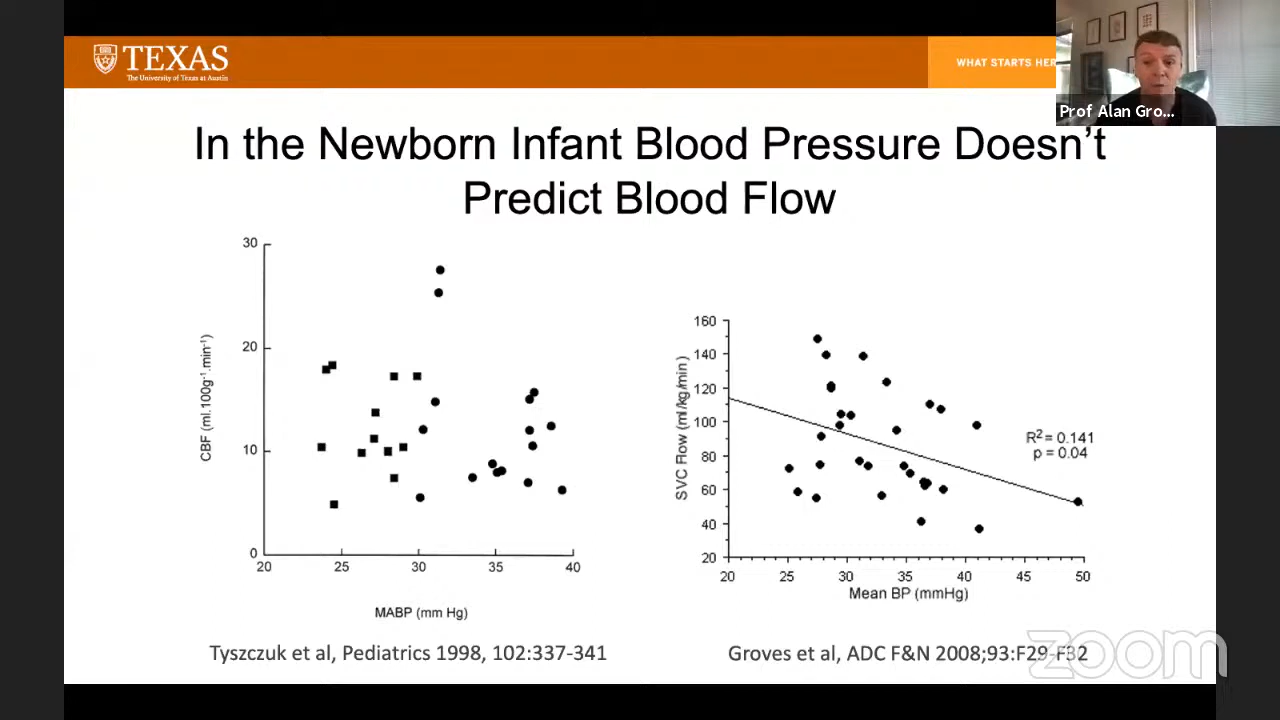 TEXAS
The University of Texas at Austin
WHAT STARTS HER
Prof Alan Gro...
In the Newborn Infant Blood Pressure Doesn’t
Predict Blood Flow
30
20
10
0
CBF (ml.100g⁻¹.min⁻¹)
20 25 30 35 40
MABP (mm Hg)
Tyszczuk et al, Pediatrics 1998, 102:337-341
160
140
120
100
80
60
40
20
SVC Flow (ml/kg/min)
R²= 0.141
p = 0.04
20 25 30 35 40 45 50
Mean BP (mmHg)
Groves et al, ADC F&N 2008;93:F29-F32
zoom